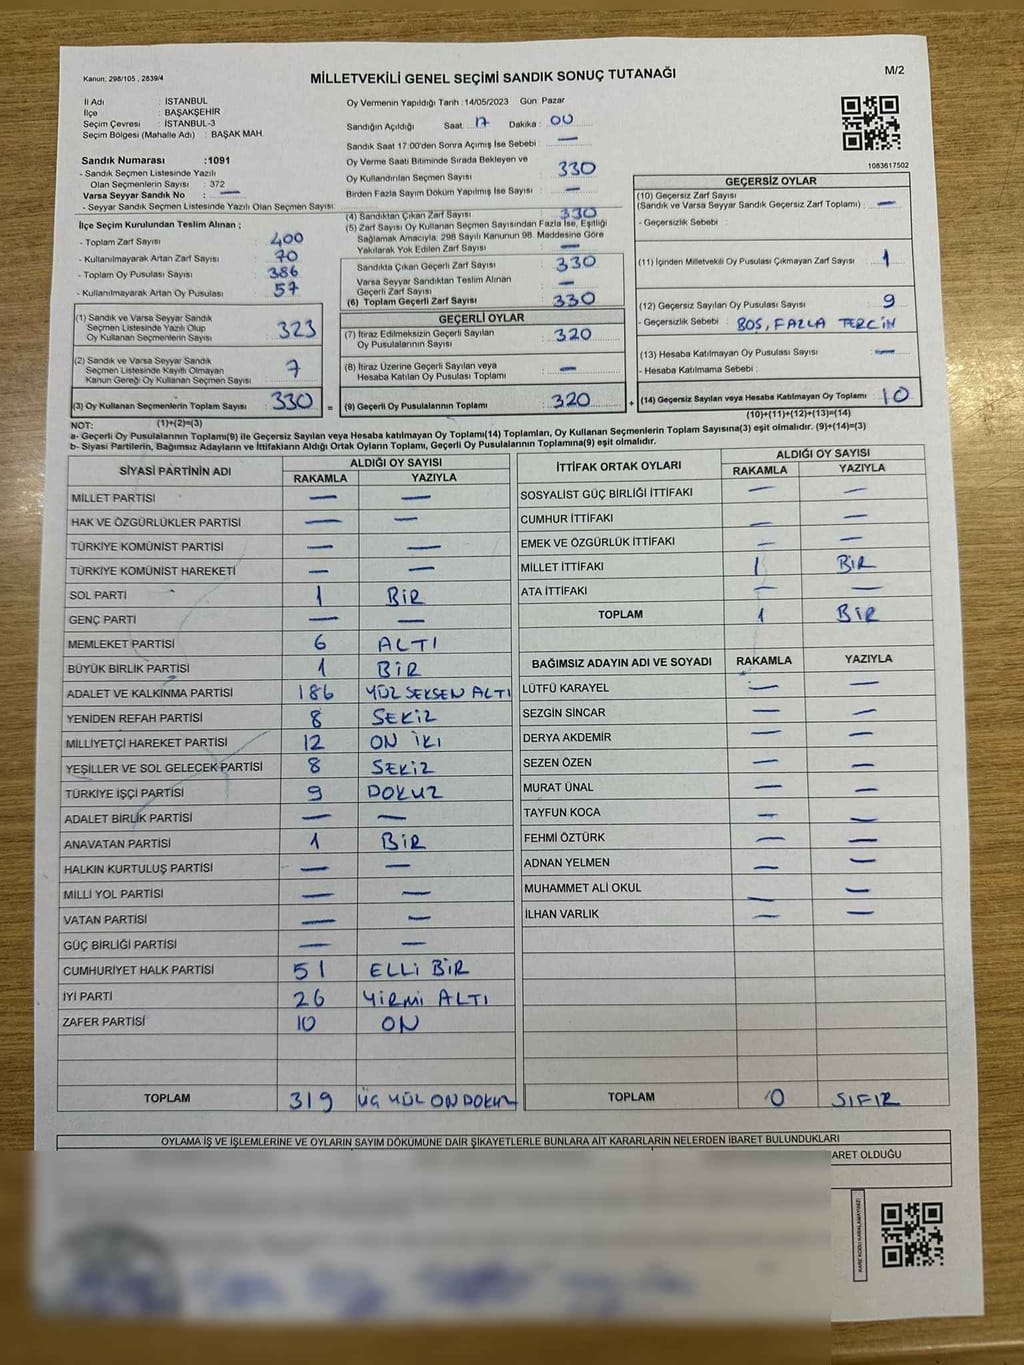 Kanun: 298/105 , 2839/4
MİLLETVEKİLİ GENEL SEÇİMİ SANDIK SONUÇ TUTANAĞI
M/2
İl Adı : İSTANBUL
İlçe : BAŞAKŞEHİR
Seçim Çevresi : İSTANBUL-3
Seçim Bölgesi (Mahalle Adı) : BAŞAK MAH.
Sandık Numarası :1091
- Sandık Seçmen Listesinde Yazılı
Olan Seçmenlerin Sayısı : 372
Varsa Seyyar Sandık No : —
- Seyyar Sandık Seçmen Listesinde Yazılı Olan Seçmen Sayısı:
Oy Vermenin Yapıldığı Tarih :14/05/2023 Gün: Pazar
Sandığın Açıldığı Saat: 17 Dakika : 00
Sandık Saat 17:00'den Sonra Açımış İse Sebebi : —
Oy Verme Saati Bitiminde Sırada Bekleyen ve
Oy Kullandırılan Seçmen Sayısı : 330
Birden Fazla Sayım Döküm Yapılmış İse Sayısı : —
1083617502
İlçe Seçim Kurulundan Teslim Alınan ;
- Toplam Zarf Sayısı : 400
- Kullanılmayarak Artan Zarf Sayısı : 70
- Toplam Oy Pusulası Sayısı : 386
- Kullanılmayarak Artan Oy Pusulası : 57
(1) Sandık ve Varsa Seyyar Sandık
Seçmen Listesinde Yazılı Olup
Oy Kullanan Seçmenlerin Sayısı : 323
(2) Sandık ve Varsa Seyyar Sandık
Seçmen Listesinde Kayıtlı Olmayan
Kanun Gereği Oy Kullanan Seçmen Sayısı : 7
(3) Oy Kullanan Seçmenlerin Toplam Sayısı : 330 =
(4) Sandıktan Çıkan Zarf Sayısı : 330
(5) Zarf Sayısı Oy Kullanan Seçmen Sayısından Fazla İse, Eşitliği
Sağlamak Amacıyla; 298 Sayılı Kanunun 98. Maddesine Göre
Yakılarak Yok Edilen Zarf Sayısı : —
Sandıkta Çıkan Geçerli Zarf Sayısı : 330
Varsa Seyyar Sandıktan Teslim Alınan
Geçerli Zarf Sayısı : —
(6) Toplam Geçerli Zarf Sayısı : 330
GEÇERLİ OYLAR
(7) İtiraz Edilmeksizin Geçerli Sayılan
Oy Pusulalarının Sayısı : 320
(8) İtiraz Üzerine Geçerli Sayılan veya
Hesaba Katılan Oy Pusulası Toplamı : —
(9) Geçerli Oy Pusulalarının Toplamı : 320 +
GEÇERSİZ OYLAR
(10) Geçersiz Zarf Sayısı
(Sandık ve Varsa Seyyar Sandık Geçersiz Zarf Toplamı) : —
- Geçersizlik Sebebi :
(11) İçinden Milletvekili Oy Pusulası Çıkmayan Zarf Sayısı : 1
(12) Geçersiz Sayılan Oy Pusulası Sayısı : 9
- Geçersizlik Sebebi : BOŞ, FAZLA TERCİH
(13) Hesaba Katılmayan Oy Pusulası Sayısı : —
- Hesaba Katılmama Sebebi :
(14) Geçersiz Sayılan veya Hesaba Katılmayan Oy Toplamı : 10
(10)+(11)+(12)+(13)=(14)
NOT: (1)+(2)=(3)
a- Geçerli Oy Pusulalarının Toplamı(9) ile Geçersiz Sayılan veya Hesaba katılmayan Oy Toplamı(14) Toplamları, Oy Kullanan Seçmenlerin Toplam Sayısına(3) eşit olmalıdır. (9)+(14)=(3)
b- Siyasi Partilerin, Bağımsız Adayların ve İttifakların Aldığı Ortak Oyların Toplamı, Geçerli Oy Pusulalarının Toplamına(9) eşit olmalıdır.
SİYASİ PARTİNİN ADI ALDIĞI OY SAYISI
RAKAMLA YAZIYLA
MİLLET PARTİSİ — —
HAK VE ÖZGÜRLÜKLER PARTİSİ — —
TÜRKİYE KOMÜNİST PARTİSİ — —
TÜRKİYE KOMÜNİST HAREKETİ — —
SOL PARTİ 1 BİR
GENÇ PARTİ — —
MEMLEKET PARTİSİ 6 ALTI
BÜYÜK BİRLİK PARTİSİ 1 BİR
ADALET VE KALKINMA PARTİSİ 186 YÜZ SEKSEN ALTI
YENİDEN REFAH PARTİSİ 8 SEKİZ
MİLLİYETÇİ HAREKET PARTİSİ 12 ON İKİ
YEŞİLLER VE SOL GELECEK PARTİSİ 8 SEKİZ
TÜRKİYE İŞÇİ PARTİSİ 9 DOKUZ
ADALET BİRLİK PARTİSİ — —
ANAVATAN PARTİSİ 1 BİR
HALKIN KURTULUŞ PARTİSİ — —
MİLLİ YOL PARTİSİ — —
VATAN PARTİSİ — —
GÜÇ BİRLİĞİ PARTİSİ — —
CUMHURİYET HALK PARTİSİ 51 ELLİ BİR
İYİ PARTİ 26 YİRMİ ALTI
ZAFER PARTİSİ 10 ON
TOPLAM 319 ÜÇ YÜZ ON DOKUZ
İTTİFAK ORTAK OYLARI ALDIĞI OY SAYISI
RAKAMLA YAZIYLA
SOSYALİST GÜÇ BİRLİĞİ İTTİFAKI — —
CUMHUR İTTİFAKI — —
EMEK VE ÖZGÜRLÜK İTTİFAKI — —
MİLLET İTTİFAKI 1 BİR
ATA İTTİFAKI — —
TOPLAM 1 BİR
BAĞIMSIZ ADAYIN ADI VE SOYADI RAKAMLA YAZIYLA
LÜTFÜ KARAYEL — —
SEZGİN SİNCAR — —
DERYA AKDEMİR — —
SEZEN ÖZEN — —
MURAT ÜNAL — —
TAYFUN KOCA — —
FEHMİ ÖZTÜRK — —
ADNAN YELMEN — —
MUHAMMET ALİ OKUL — —
İLHAN VARLIK — —
TOPLAM 0 SIFIR
OYLAMA İŞ VE İŞLEMLERİNE VE OYLARIN SAYIM DÖKÜMÜNE DAİR ŞİKAYETLERLE BUNLARA AİT KARARLARIN NELERDEN İBARET BULUNDUKLARI
ARET OLDUĞU
KARE KODU KARALAMAYINIZ!